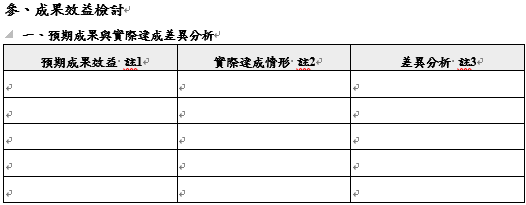 參、成果效益檢討
一、預期成果與實際達成差異分析
預期成果效益 註1 實際達成情形 註2 差異分析 註3